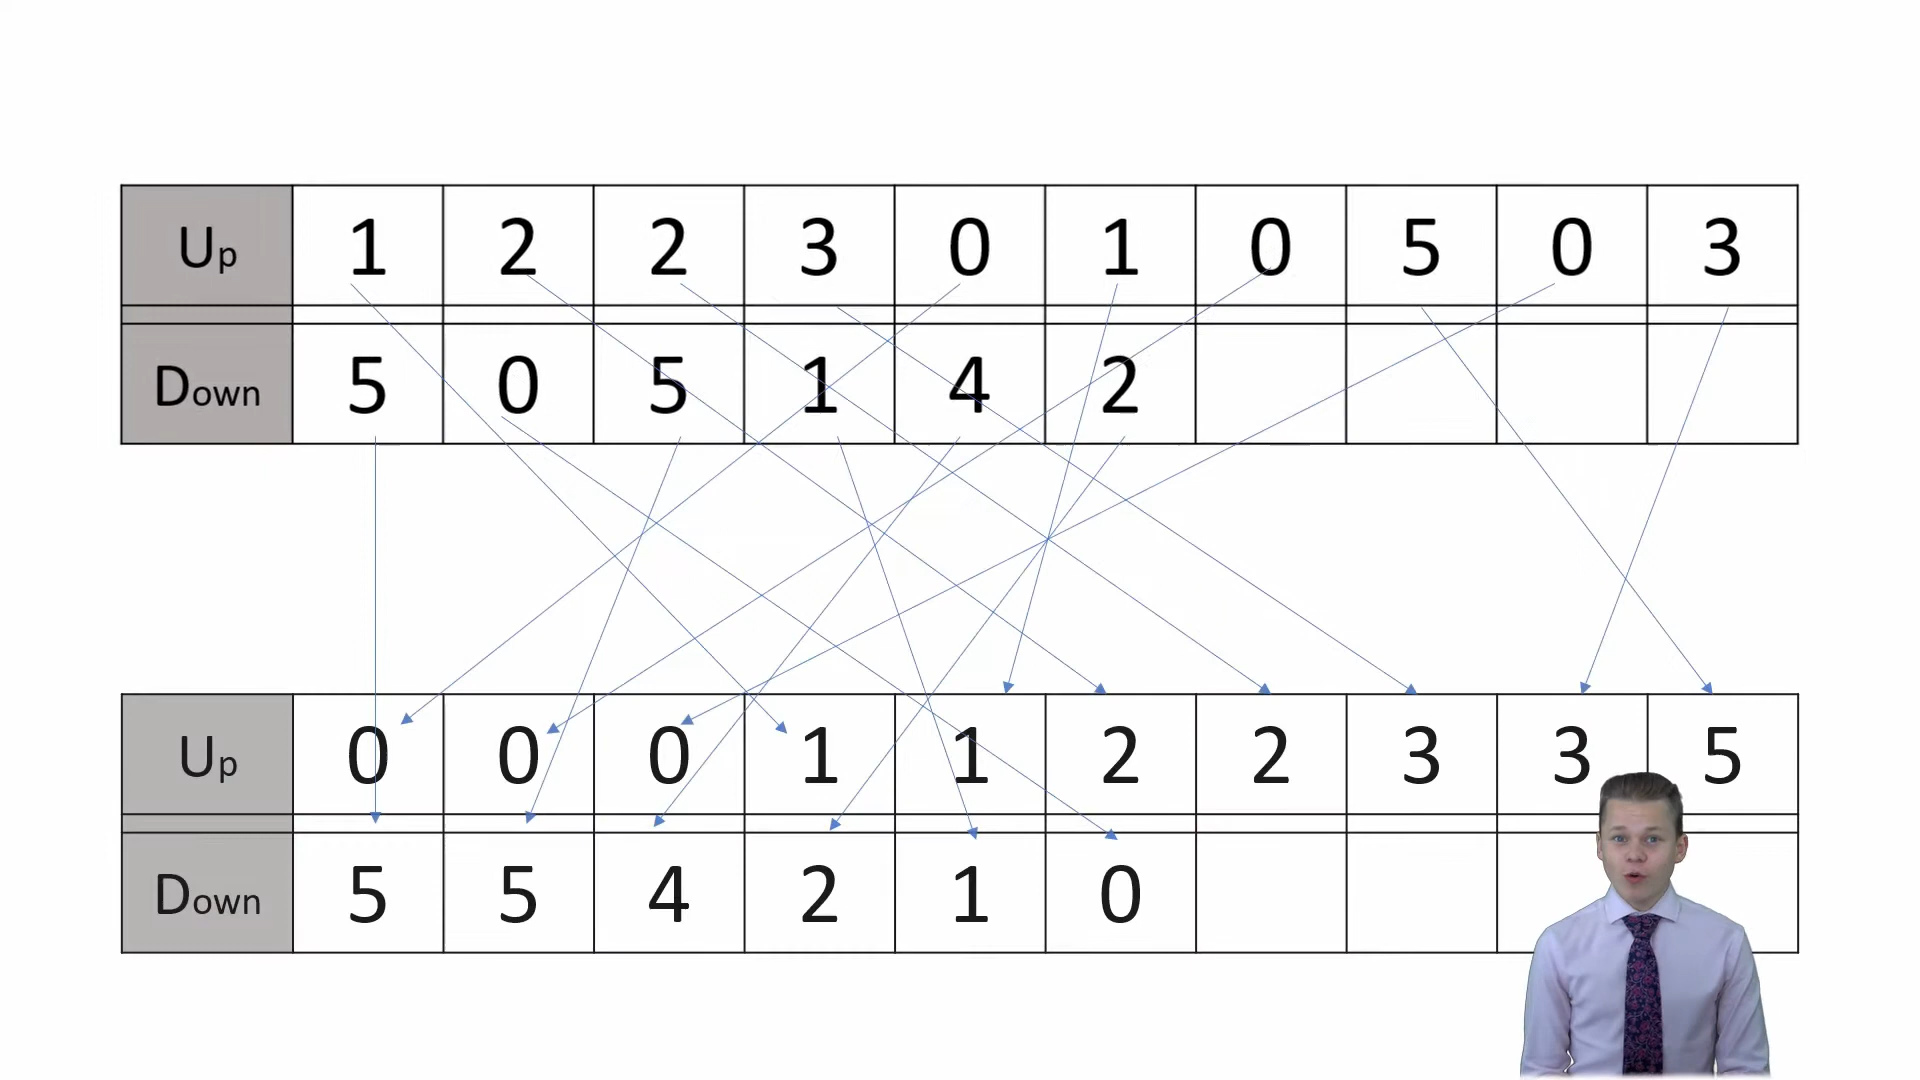 Up 1 2 2 3 0 1 0 5 0 3
Down 5 0 5 1 4 2
Up 0 0 0 1 1 2 2 3 3 5
Down 5 5 4 2 1 0